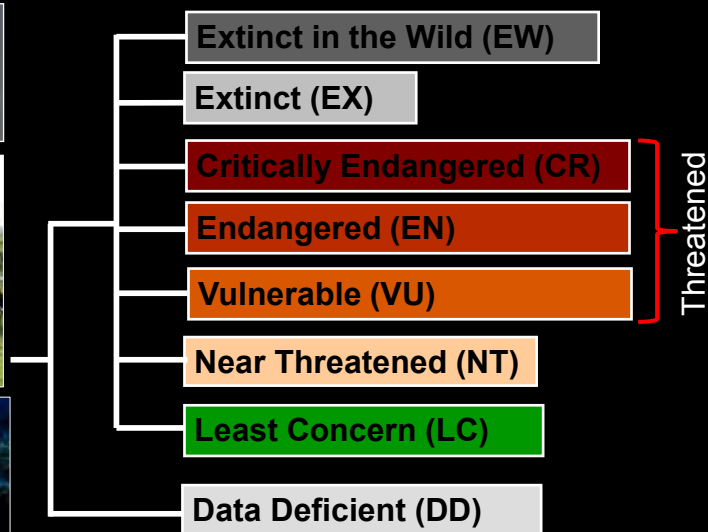 Extinct in the Wild (EW)
Extinct (EX)
Critically Endangered (CR)
Endangered (EN)
Vulnerable (VU)
Near Threatened (NT)
Least Concern (LC)
Data Deficient (DD)
Threatened